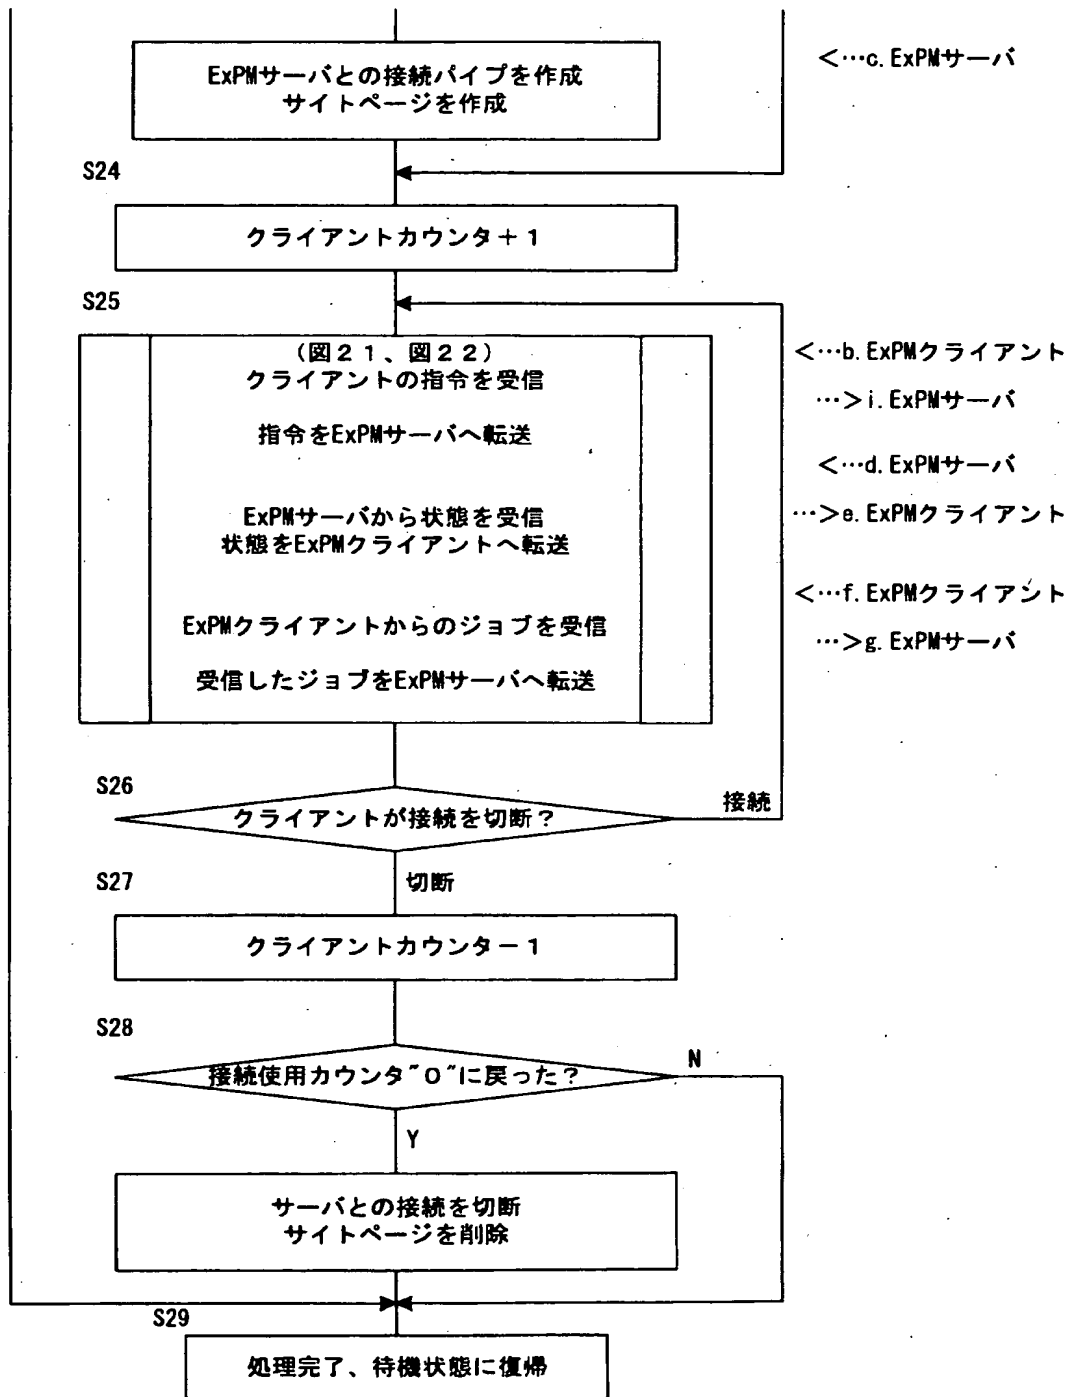 <…c.ExPMサーバ
ExPMサーバとの接続パイプを作成
サイトページを作成
S24
クライアントカウンタ+1
S25
(図21、図22)
クライアントの指令を受信
指令をExPMサーバへ転送
ExPMサーバから状態を受信
状態をExPMクライアントへ転送
ExPMクライアントからのジョブを受信
受信したジョブをExPMサーバへ転送
<…b.ExPMクライアント
…>i.ExPMサーバ
<…d.ExPMサーバ
…>e.ExPMクライアント
<…f.ExPMクライアント
…>g.ExPMサーバ
S26
クライアントが接続を切断?
接続
S27
切断
クライアントカウンター1
S28
接続使用カウンタ"0"に戻った?
N
Y
サーバとの接続を切断
サイトページを削除
S29
処理完了、待機状態に復帰